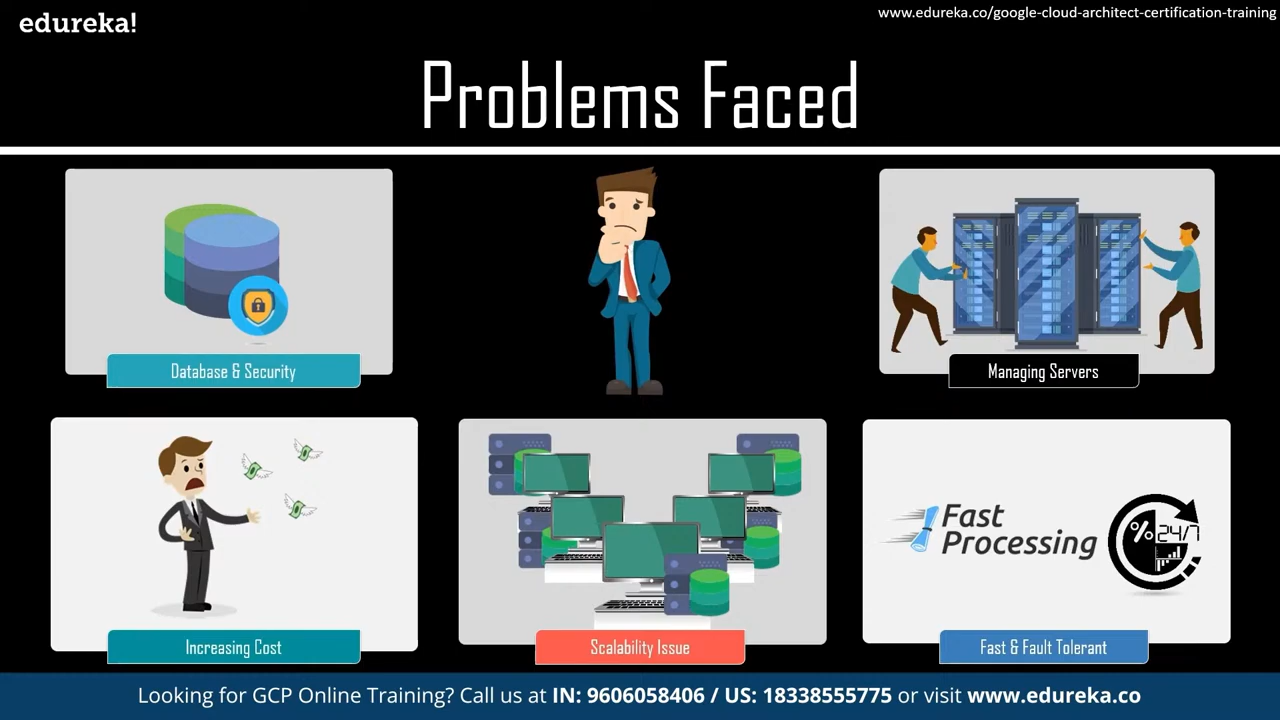 edureka!
www.edureka.co/google-cloud-architect-certification-training
Problems Faced
Database & Security
Managing Servers
Fast
Processing
% 24/7
Increasing Cost
Scalability Issue
Fast & Fault Tolerant
Looking for GCP Online Training? Call us at IN: 9606058406 / US: 18338555775 or visit www.edureka.co